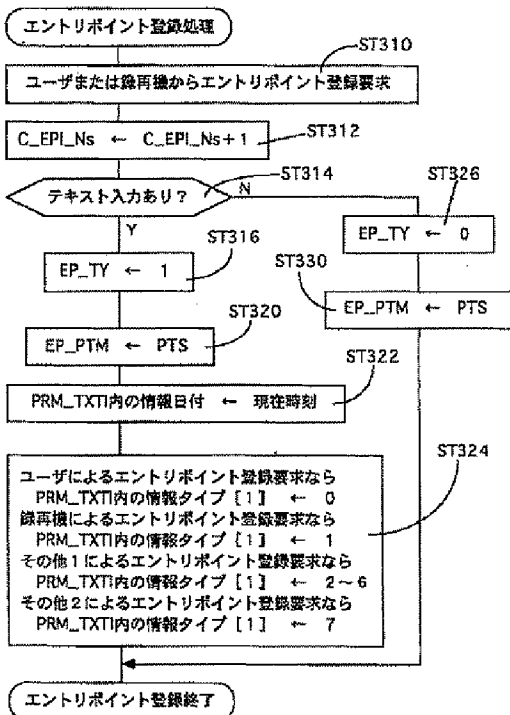 エントリポイント登録処理
ST310
ユーザまたは録再機からエントリポイント登録要求
ST312
C_EPI_Ns ← C_EPI_Ns+1
ST314
テキスト入力あり?
N
Y
ST326
EP_TY ← 0
ST316
EP_TY ← 1
ST330
EP_PTM ← PTS
ST320
EP_PTM ← PTS
ST322
PRM_TXTI内の情報日付 ← 現在時刻
ST324
ユーザによるエントリポイント登録要求なら
PRM_TXTI内の情報タイプ [1] ← 0
録再機によるエントリポイント登録要求なら
PRM_TXTI内の情報タイプ [1] ← 1
その他1によるエントリポイント登録要求なら
PRM_TXTI内の情報タイプ [1] ← 2~6
その他2によるエントリポイント登録要求なら
PRM_TXTI内の情報タイプ [1] ← 7
エントリポイント登録終了